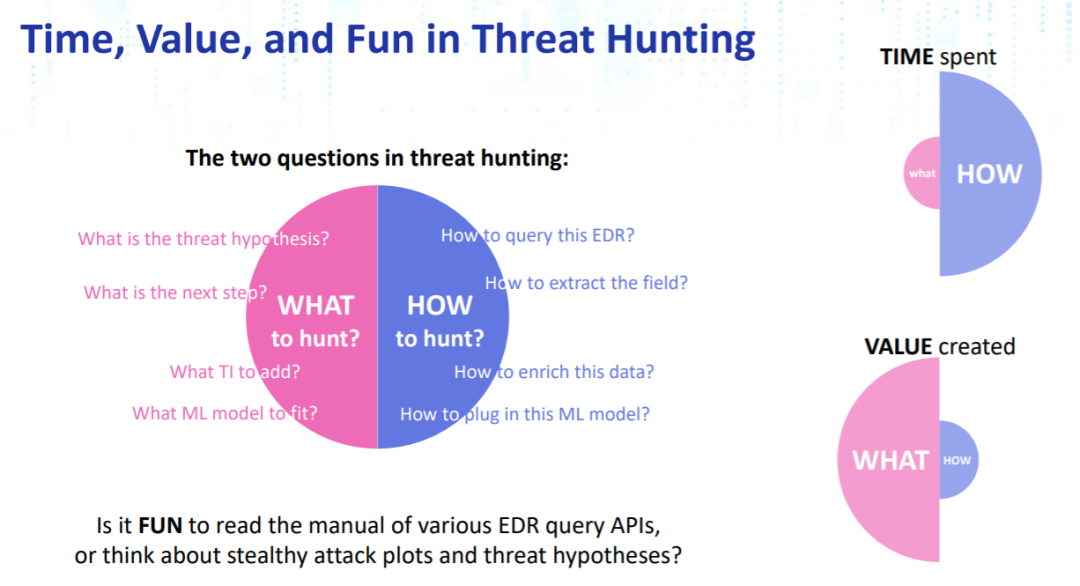 Time, Value, and Fun in Threat Hunting
The two questions in threat hunting:
What is the threat hypothesis?
What is the next step?
WHAT
to hunt?
What TI to add?
What ML model to fit?
How to query this EDR?
How to extract the field?
HOW
to hunt?
How to enrich this data?
How to plug in this ML model?
Is it FUN to read the manual of various EDR query APIs,
or think about stealthy attack plots and threat hypotheses?
TIME spent
what
HOW
VALUE created
WHAT
HOW